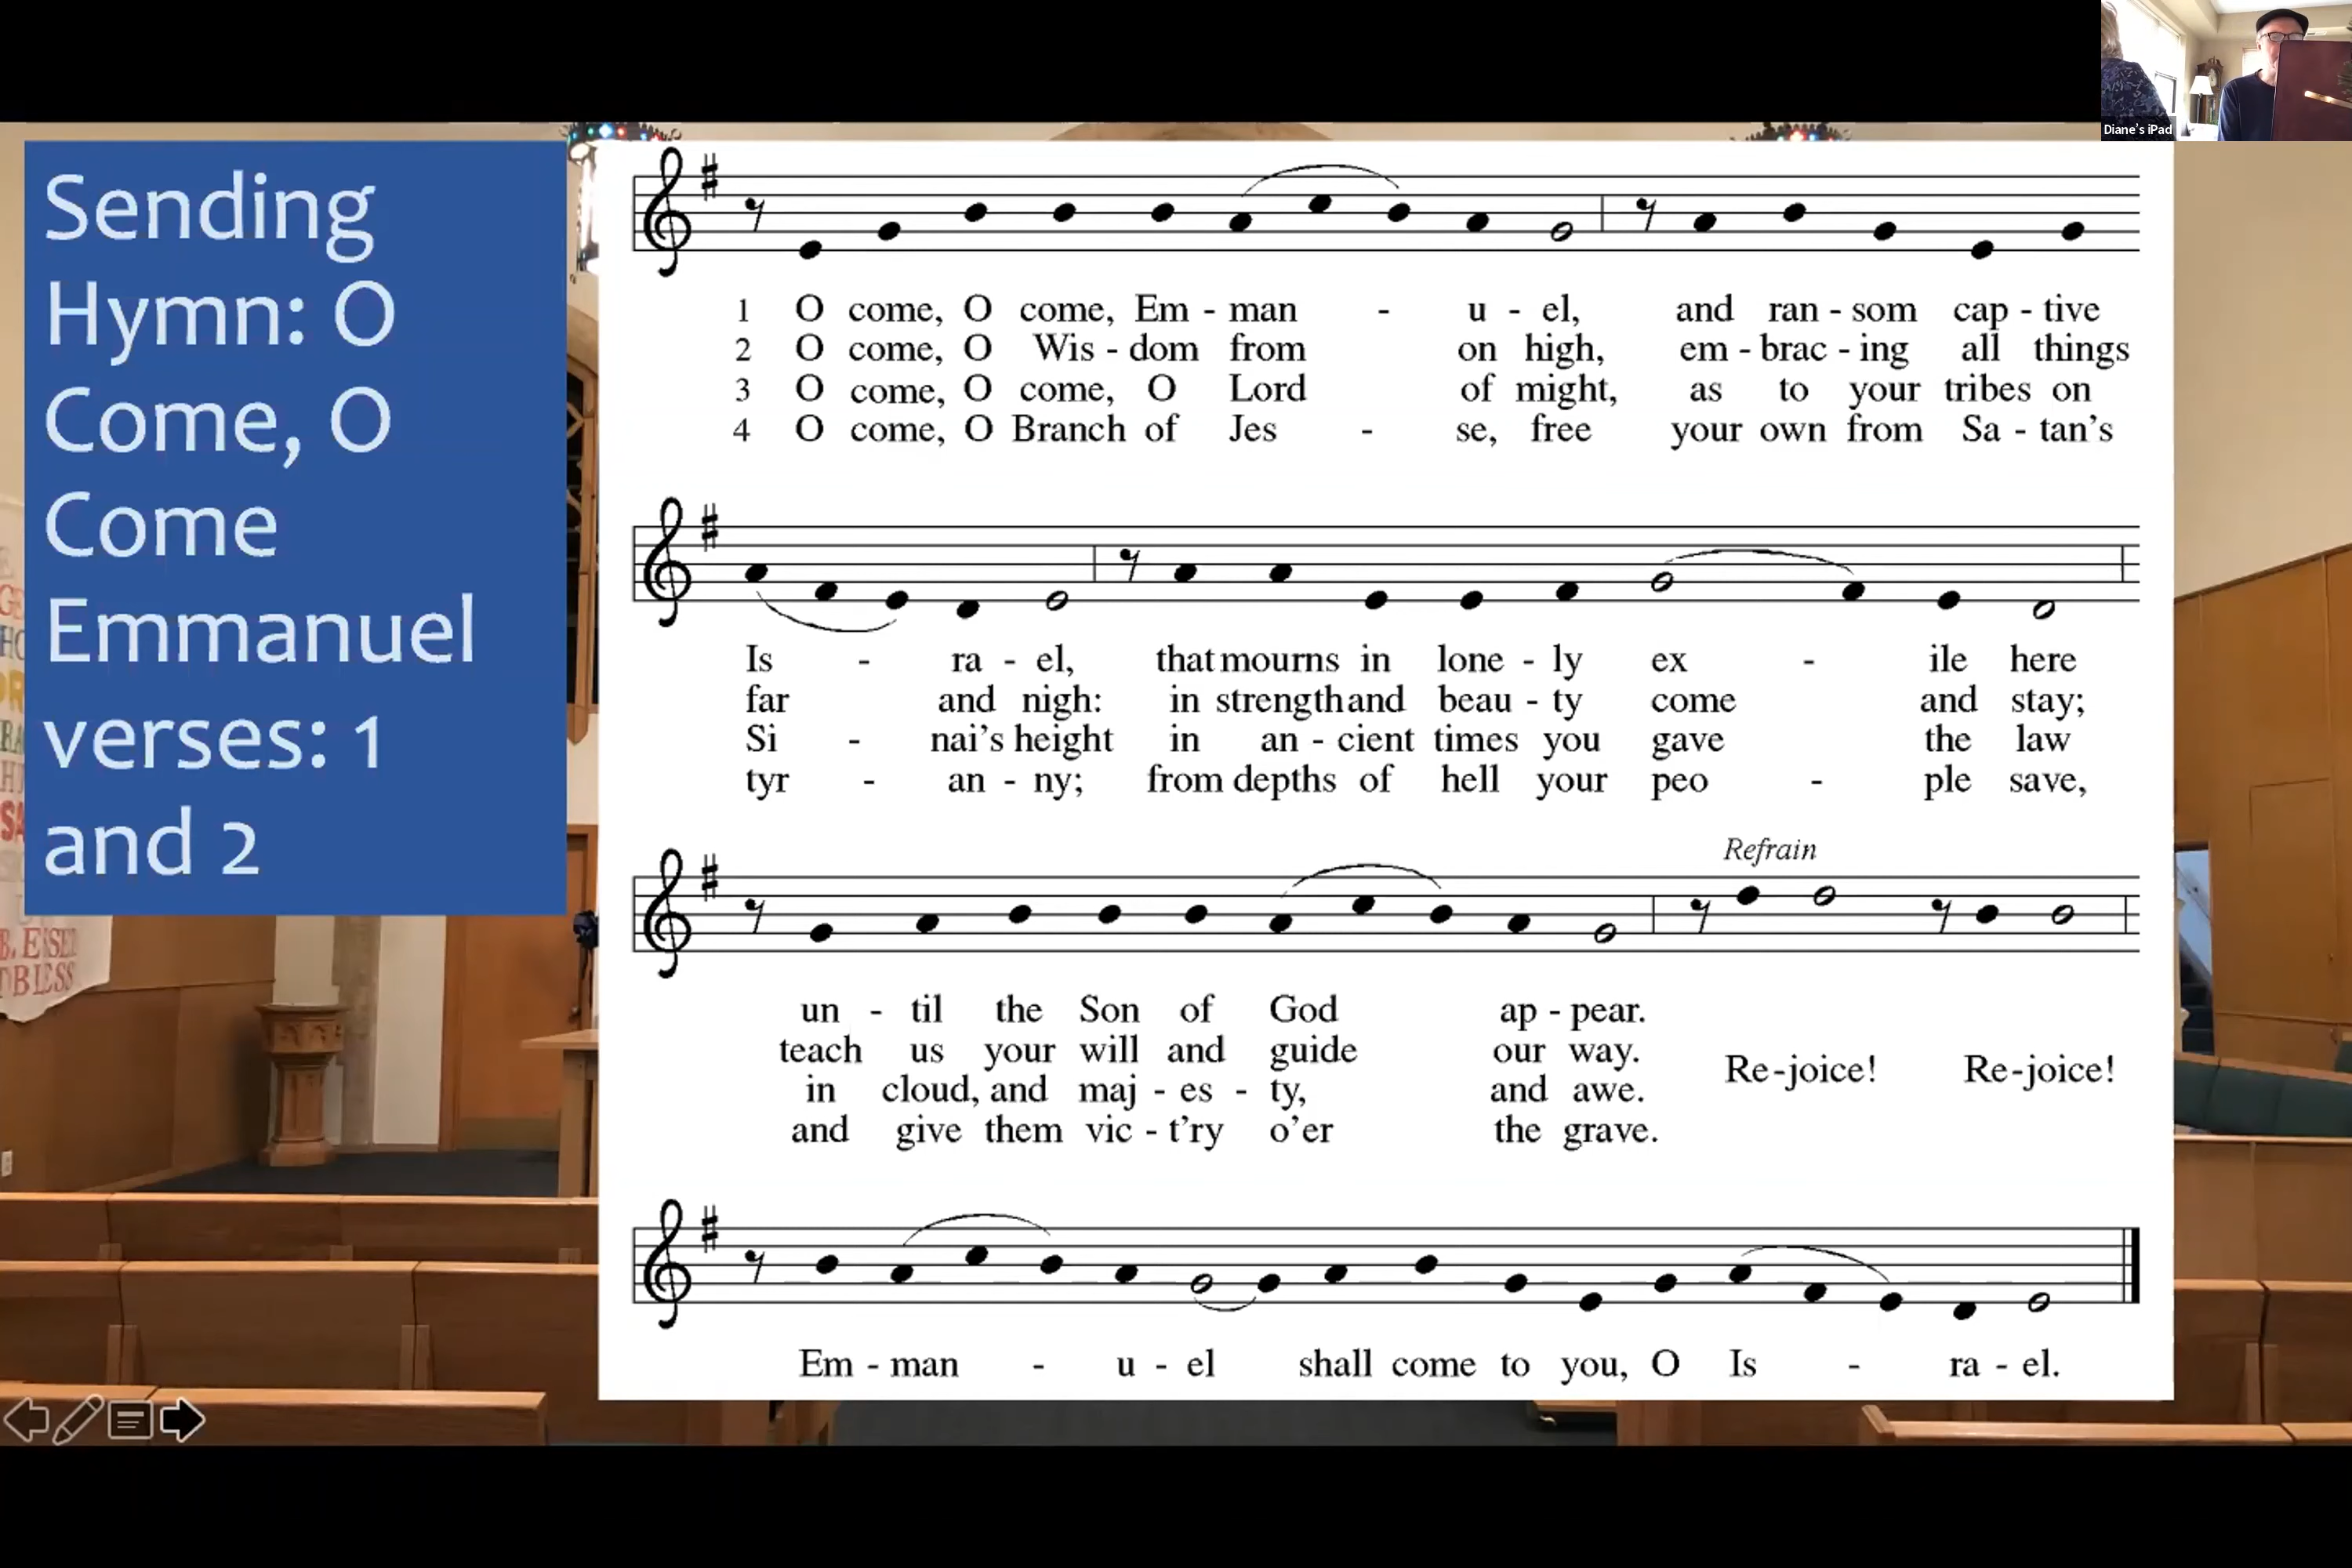 Diane's iPad
Sending
Hymn: O
Come, O
Come
Emmanuel
verses: 1
and 2
1 O come, O come, Em - man - u - el, and ran - som cap - tive
2 O come, O Wis - dom from on high, em - brac - ing all things
3 O come, O come, O Lord of might, as to your tribes on
4 O come, O Branch of Jes - se, free your own from Sa - tan's
Is - ra - el, that mourns in lone - ly ex - ile here
far and nigh: in strength and beau - ty come and stay;
Si - nai's height in an - cient times you gave the law
tyr - an - ny; from depths of hell your peo - ple save,
Refrain
un - til the Son of God ap - pear.
teach us your will and guide our way.
Re-joice! Re-joice!
in cloud, and maj - es - ty, and awe.
and give them vic - t'ry o'er the grave.
Em - man - u - el shall come to you, O Is - ra - el.